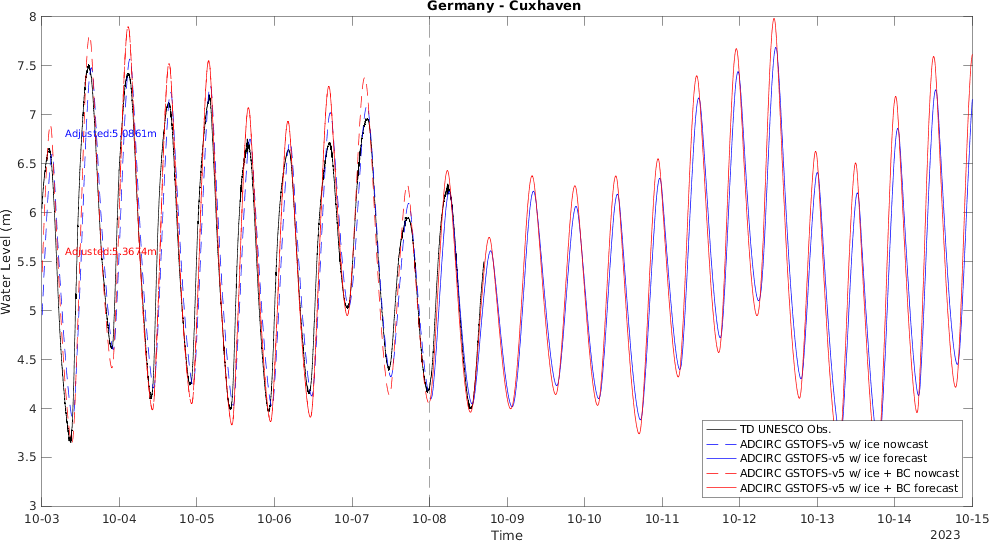 Germany - Cuxhaven
8
7.5
7
6.5
6
5.5
5
4.5
4
3.5
3
Water Level (m)
Adjusted:5.0861m
Adjusted:5.3674m
TD UNESCO Obs.
ADCIRC GSTOFS-v5 w/ ice nowcast
ADCIRC GSTOFS-v5 w/ ice forecast
ADCIRC GSTOFS-v5 w/ ice + BC nowcast
ADCIRC GSTOFS-v5 w/ ice + BC forecast
10-03 10-04 10-05 10-06 10-07 10-08 10-09 10-10 10-11 10-12 10-13 10-14 10-15
Time
2023